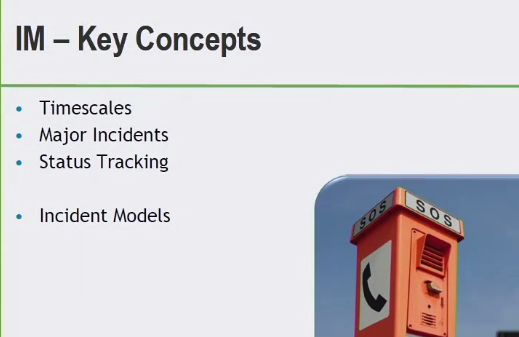 IM – Key Concepts
• Timescales
• Major Incidents
• Status Tracking
• Incident Models
SOS SOS